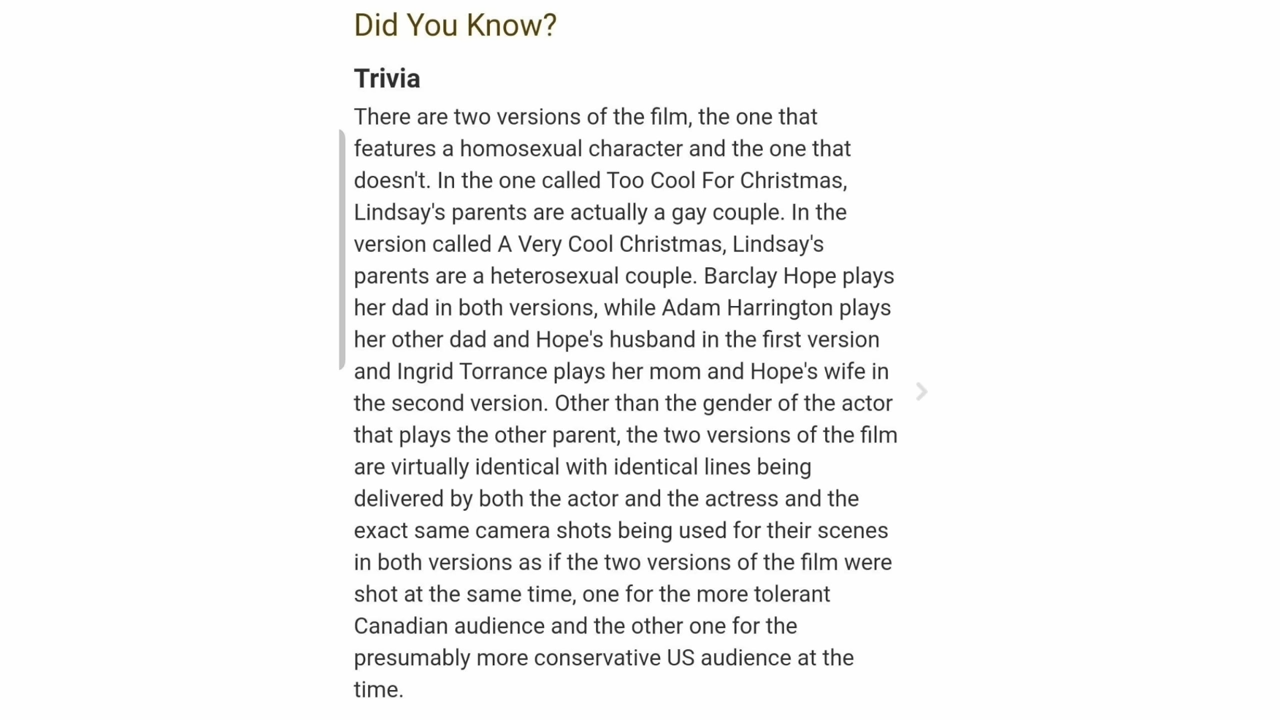 Did You Know?
Trivia
There are two versions of the film, the one that
features a homosexual character and the one that
doesn't. In the one called Too Cool For Christmas,
Lindsay's parents are actually a gay couple. In the
version called A Very Cool Christmas, Lindsay's
parents are a heterosexual couple. Barclay Hope plays
her dad in both versions, while Adam Harrington plays
her other dad and Hope's husband in the first version
and Ingrid Torrance plays her mom and Hope's wife in
the second version. Other than the gender of the actor
that plays the other parent, the two versions of the film
are virtually identical with identical lines being
delivered by both the actor and the actress and the
exact same camera shots being used for their scenes
in both versions as if the two versions of the film were
shot at the same time, one for the more tolerant
Canadian audience and the other one for the
presumably more conservative US audience at the
time.